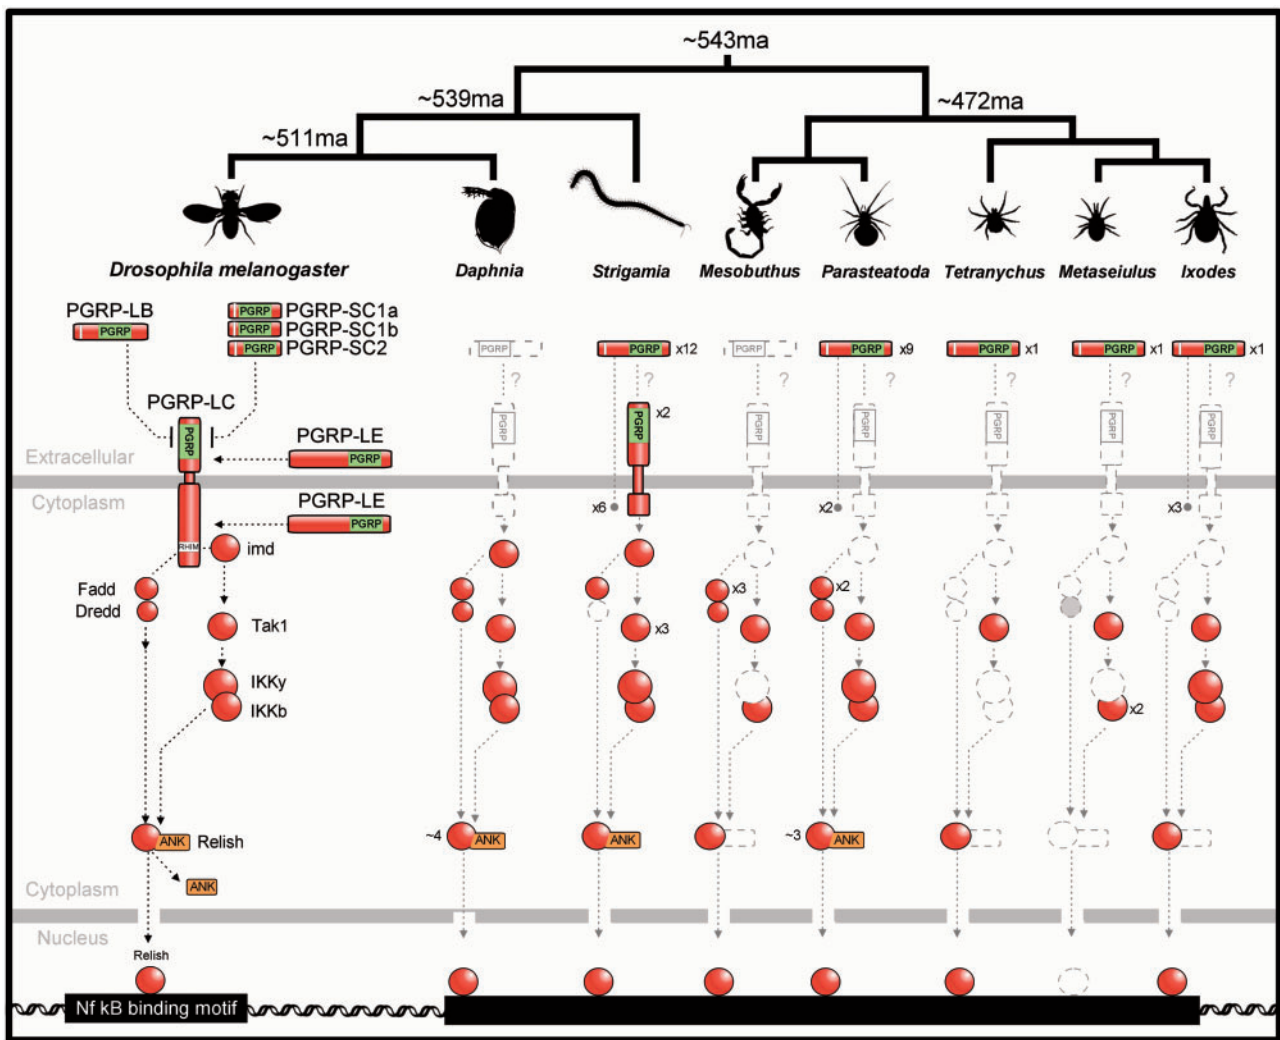 ~543ma
~539ma
~472ma
~511ma
Drosophila melanogaster
Daphnia
Strigamia
Mesobuthus
Parasteatoda
Tetranychus
Metaseiulus
Ixodes
PGRP-LB
PGRP
PGRP PGRP-SC1a
PGRP PGRP-SC1b
PGRP PGRP-SC2
PGRP
PGRP x12
PGRP
PGRP x9
PGRP x1
PGRP x1
PGRP x1
? ? ? ? ? ? ?
PGRP-LC
PGRP
PGRP
PGRP x2
PGRP
PGRP
PGRP
PGRP
PGRP
PGRP-LE
PGRP
Extracellular
Cytoplasm
PGRP-LE
PGRP
x6
x2
x3
RHIM
imd
Fadd
Dredd
x3
x2
Tak1
x3
IKKy
IKKb
x2
ANK Relish
~4 ANK
ANK
~3 ANK
ANK
Cytoplasm
Nucleus
Relish
Nf kB binding motif